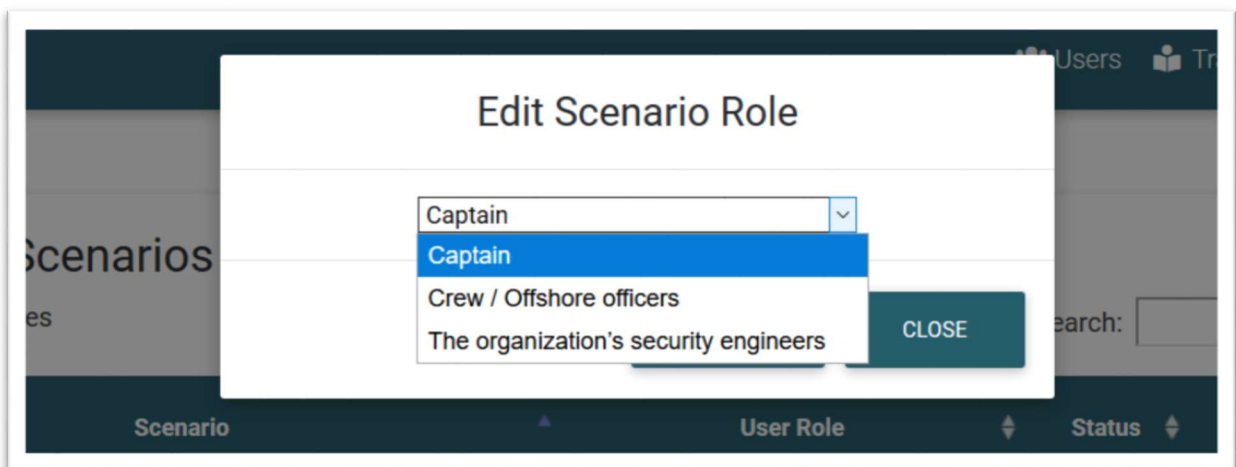 Users Tr
Edit Scenario Role
Captain
Captain
Crew / Offshore officers
The organization's security engineers
CLOSE
Scenarios
es
earch:
Scenario User Role Status